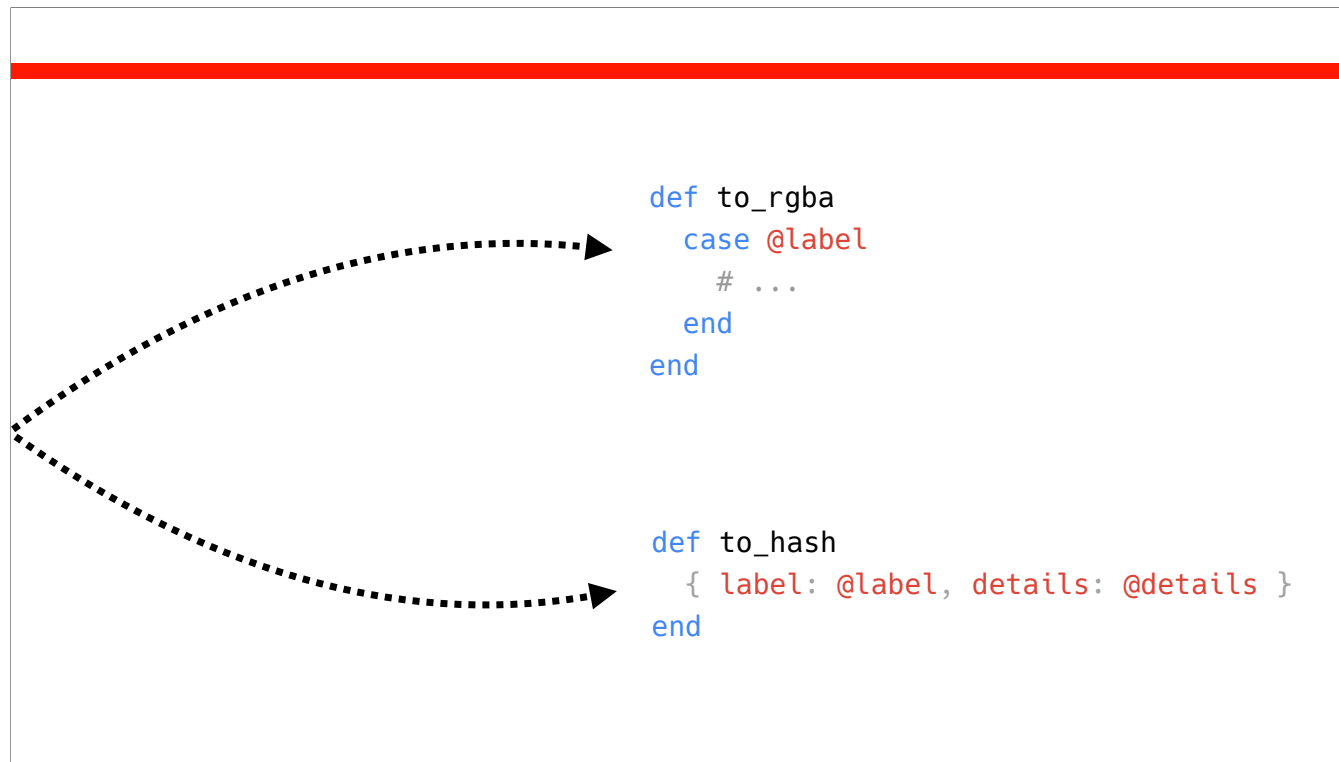 def to_rgba
  case @label
    # ...
  end
end
def to_hash
  { label: @label, details: @details }
end